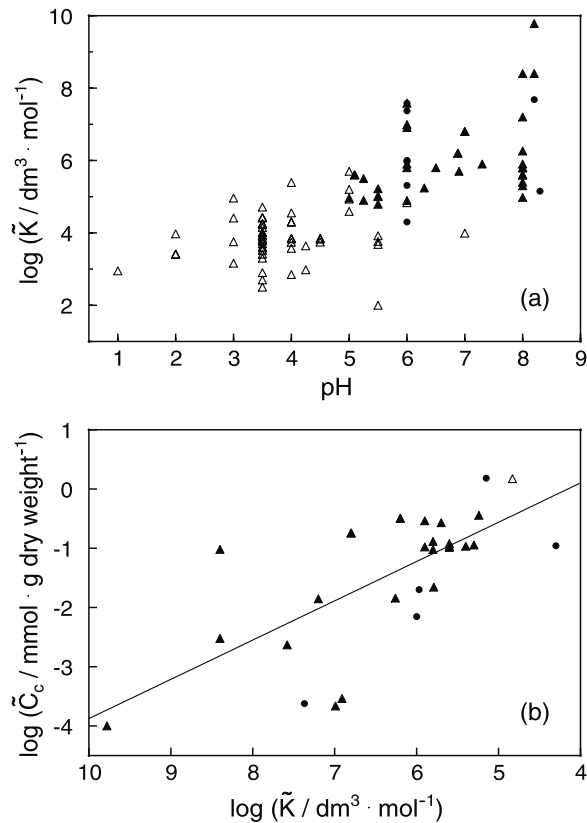 log (K̃ / dm³ · mol⁻¹)
10
8
6
4
2
(a)
1 2 3 4 5 6 7 8 9
pH
log (C̃c / mmol · g dry weight⁻¹)
1
0
-1
-2
-3
-4
(b)
10 9 8 7 6 5 4
log (K̃ / dm³ · mol⁻¹)